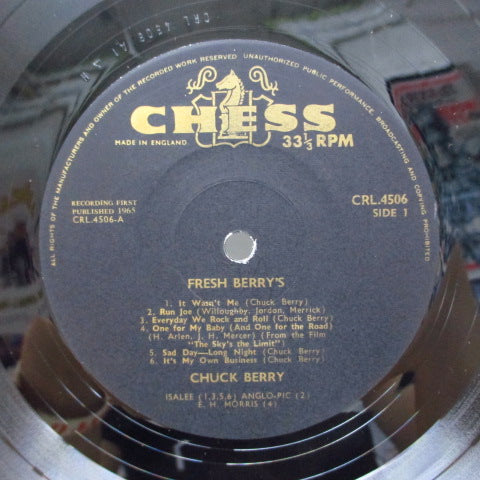 CRL 4506 A1
ALL RIGHTS OF THE MANUFACTURERS AND OWNER OF THE RECORDED WORK RESERVED UNAUTHORIZED PUBLIC PERFORMANCE, BROADCASTING AND COPYING PROHIBITED
CHESS
MADE IN ENGLAND
33⅓ RPM
RECORDING FIRST
PUBLISHED 1965
CRL.4506-A
CRL.4506
SIDE 1
FRESH BERRY'S
1. It Wasn't Me (Chuck Berry)
2. Run Joe (Willoughby, Jordan, Merrick)
3. Everyday We Rock and Roll (Chuck Berry)
4. One for My Baby (And One for the Road)
(H. Arlen, J. H. Mercer) (From the Film
"The Sky's the Limit")
5. Sad Day—Long Night (Chuck Berry)
6. It's My Own Business (Chuck Berry)
CHUCK BERRY
ISALEE (1,3,5,6) ANGLO-PIC (2)
E. H. MORRIS (4)